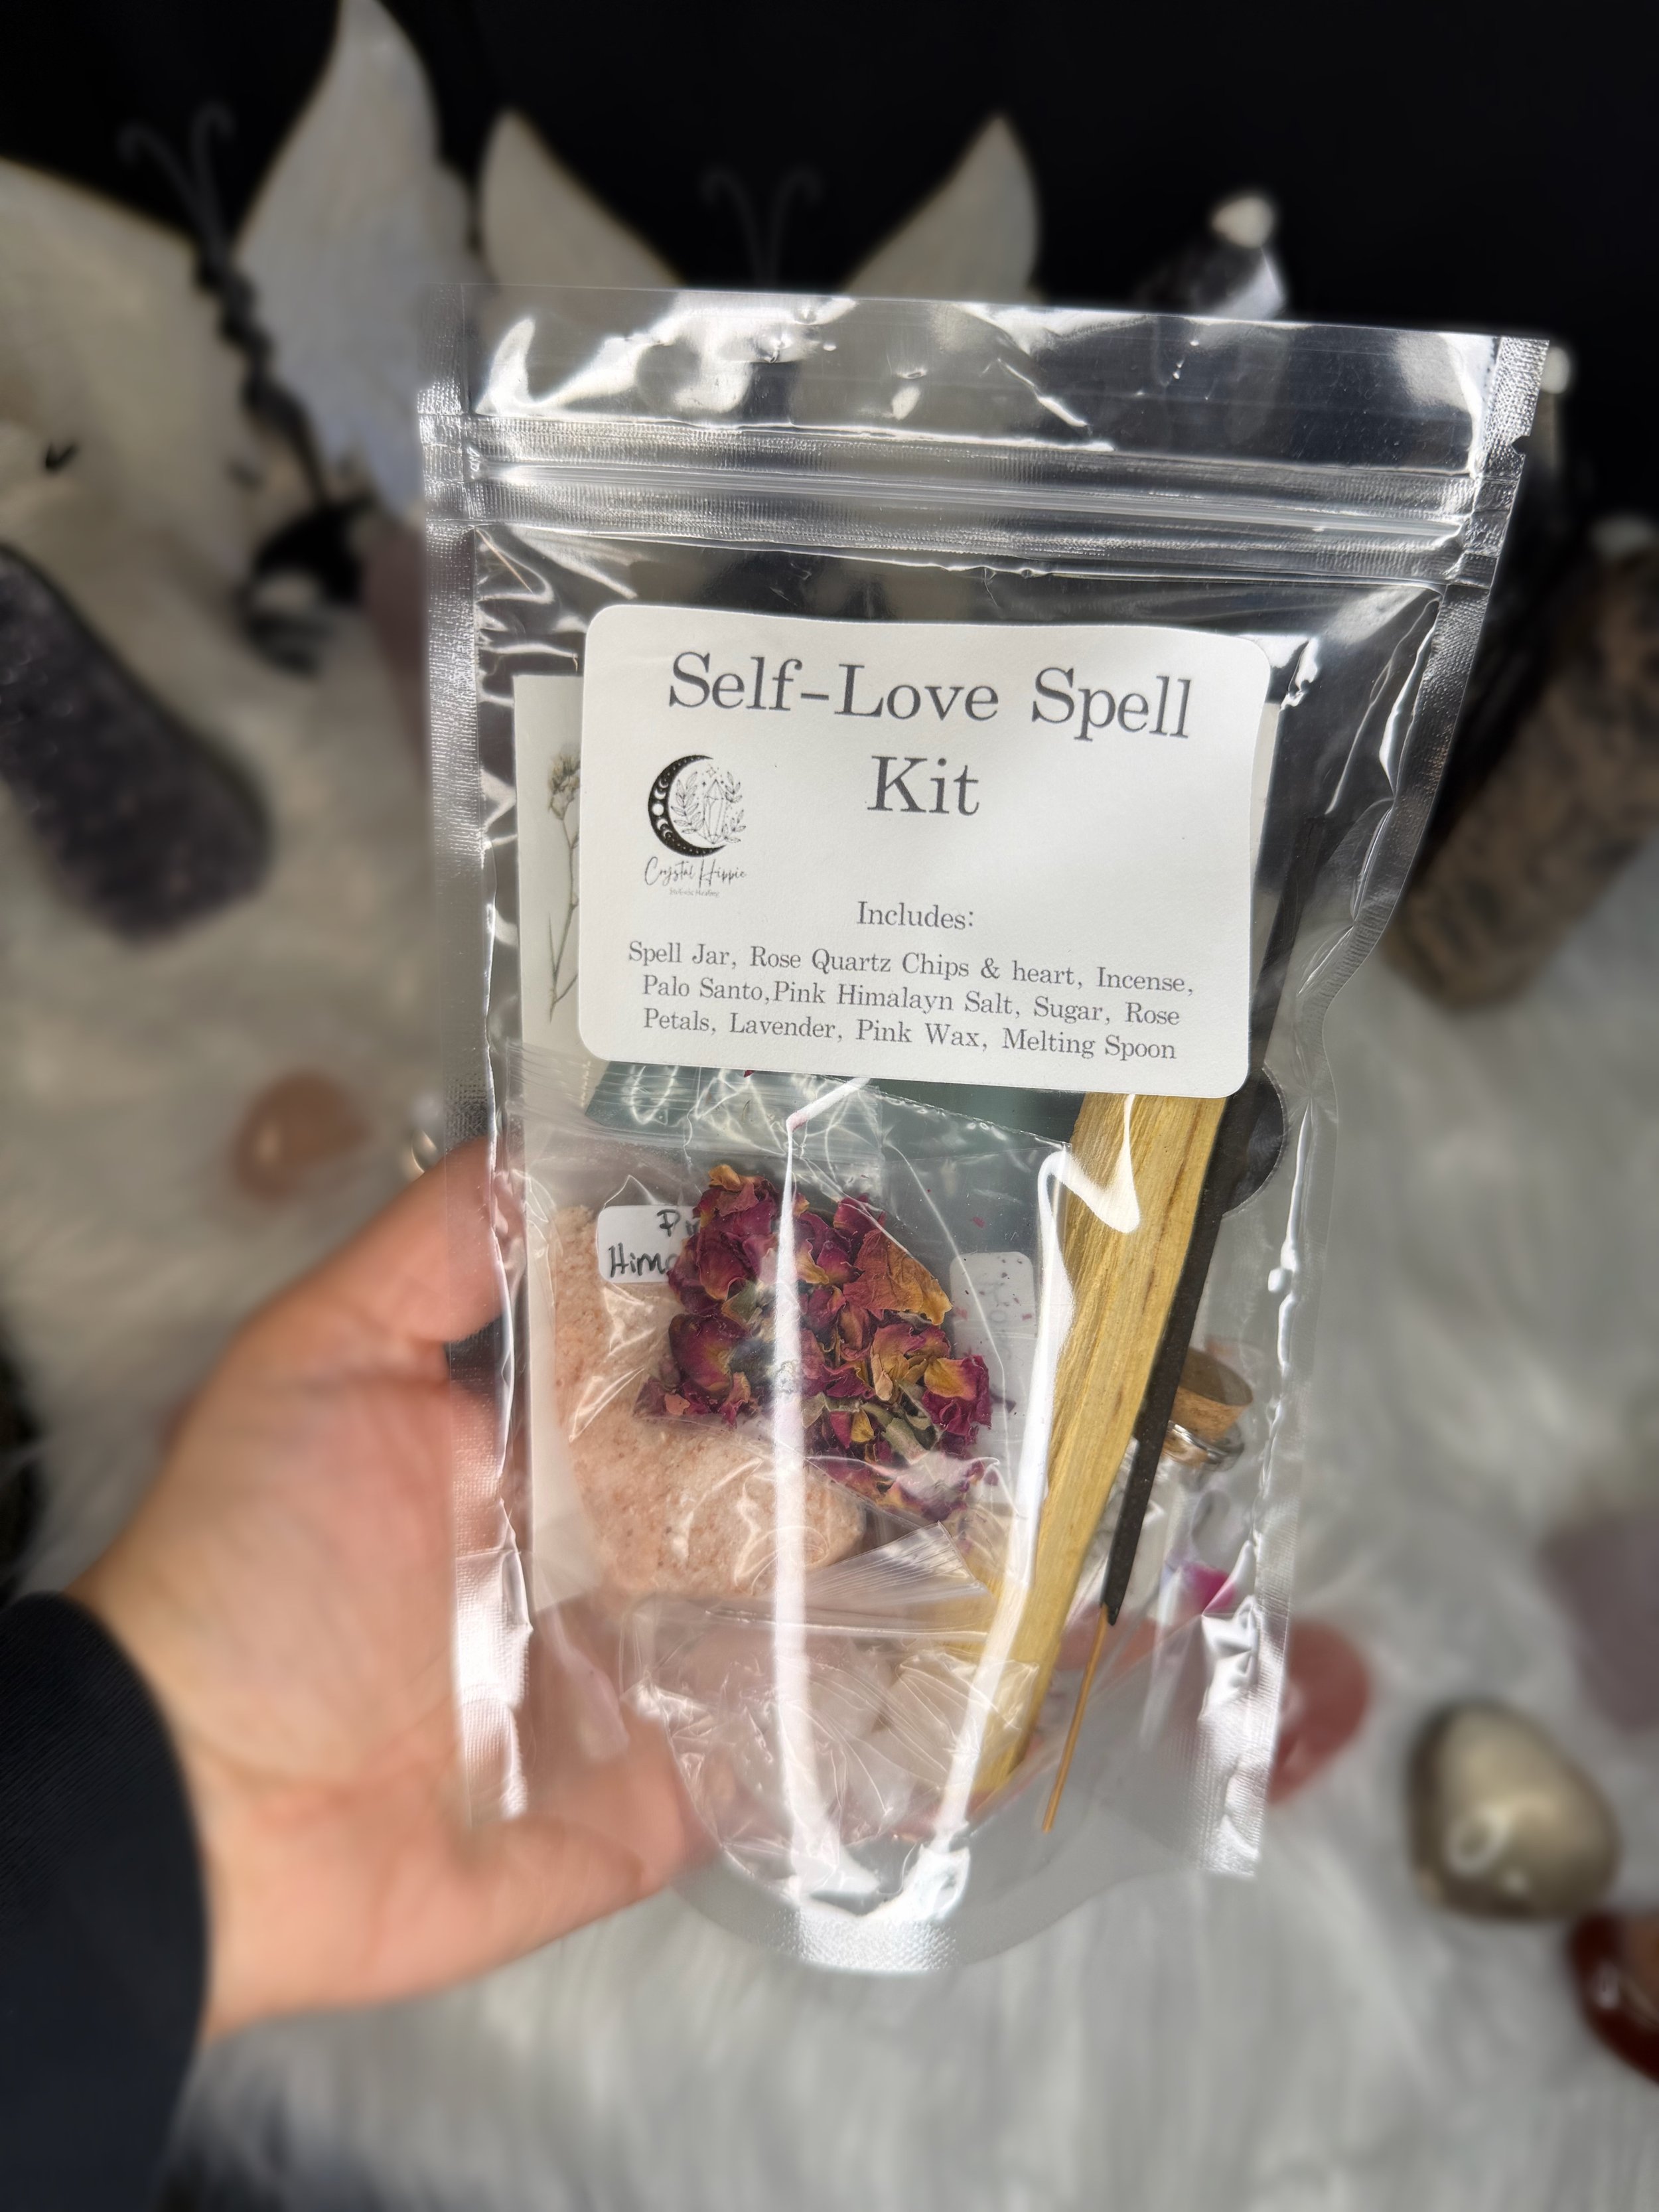 Self-Love Spell
Kit
Crystal Hippie
Includes:
Spell Jar, Rose Quartz Chips & heart, Incense,
Palo Santo,Pink Himalayn Salt, Sugar, Rose
Petals, Lavender, Pink Wax, Melting Spoon